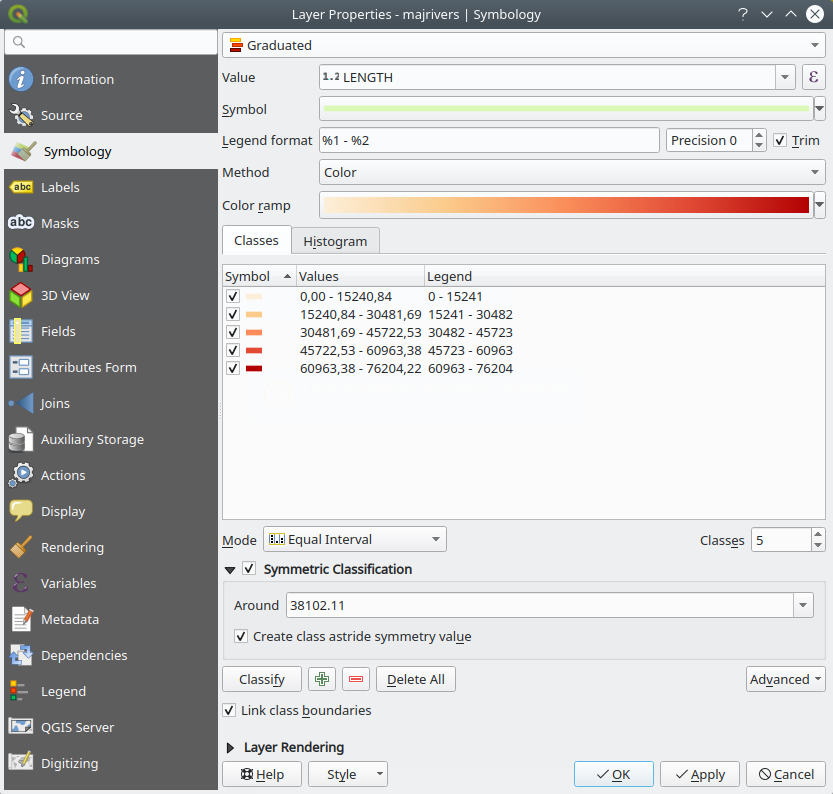 Layer Properties - majrivers | Symbology
Information
Source
Symbology
abc Labels
abc Masks
Diagrams
3D View
Fields
Attributes Form
Joins
Auxiliary Storage
Actions
Display
Rendering
ε Variables
Metadata
Dependencies
Legend
QGIS Server
Digitizing
Graduated
Value 1.2 LENGTH ε
Symbol
Legend format %1 - %2 Precision 0 Trim
Method Color
Color ramp
Classes Histogram
Symbol Values Legend
0,00 - 15240,84 0 - 15241
15240,84 - 30481,69 15241 - 30482
30481,69 - 45722,53 30482 - 45723
45722,53 - 60963,38 45723 - 60963
60963,38 - 76204,22 60963 - 76204
Mode Equal Interval Classes 5
Symmetric Classification
Around 38102.11
Create class astride symmetry value
Classify Delete All Advanced
Link class boundaries
Layer Rendering
Help Style OK Apply Cancel